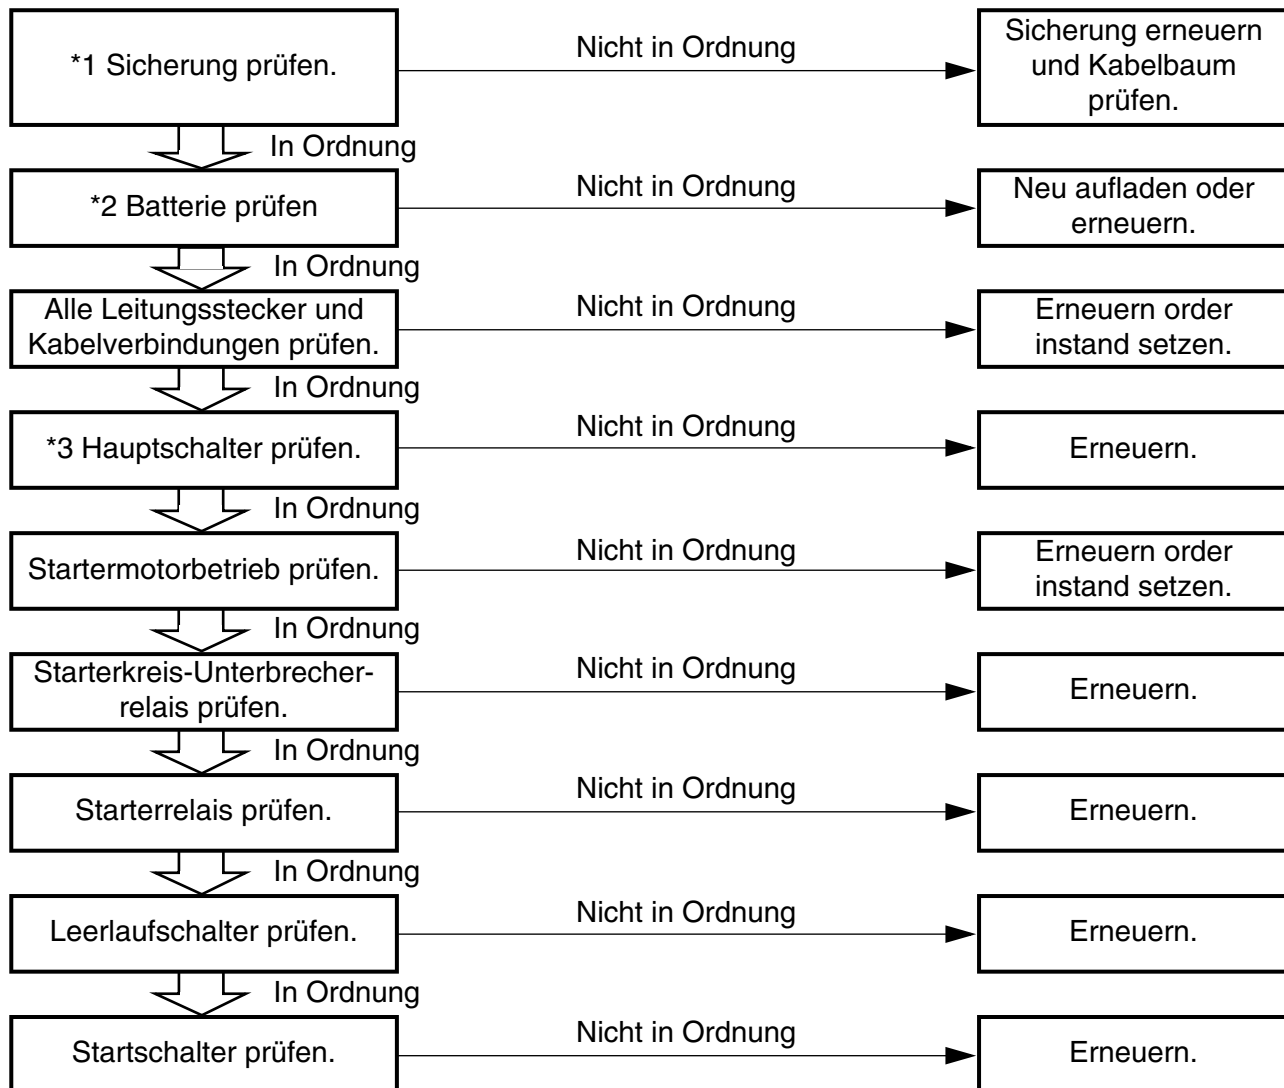 *1 Sicherung prüfen.
Nicht in Ordnung
Sicherung erneuern
und Kabelbaum
prüfen.
In Ordnung
*2 Batterie prüfen
Nicht in Ordnung
Neu aufladen oder
erneuern.
In Ordnung
Alle Leitungsstecker und
Kabelverbindungen prüfen.
Nicht in Ordnung
Erneuern order
instand setzen.
In Ordnung
*3 Hauptschalter prüfen.
Nicht in Ordnung
Erneuern.
In Ordnung
Startermotorbetrieb prüfen.
Nicht in Ordnung
Erneuern order
instand setzen.
In Ordnung
Starterkreis-Unterbrecher-
relais prüfen.
Nicht in Ordnung
Erneuern.
In Ordnung
Starterrelais prüfen.
Nicht in Ordnung
Erneuern.
In Ordnung
Leerlaufschalter prüfen.
Nicht in Ordnung
Erneuern.
In Ordnung
Startschalter prüfen.
Nicht in Ordnung
Erneuern.